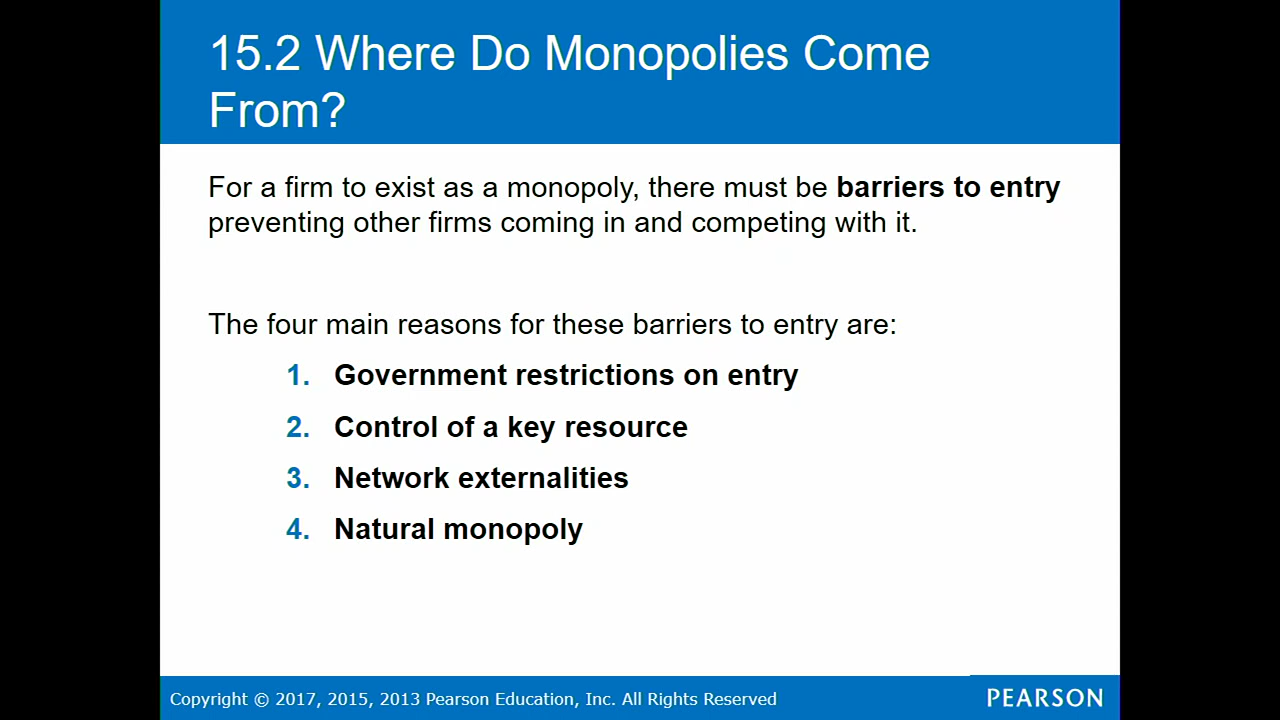 15.2 Where Do Monopolies Come
From?
For a firm to exist as a monopoly, there must be barriers to entry
preventing other firms coming in and competing with it.
The four main reasons for these barriers to entry are:
1. Government restrictions on entry
2. Control of a key resource
3. Network externalities
4. Natural monopoly
Copyright © 2017, 2015, 2013 Pearson Education, Inc. All Rights Reserved
PEARSON